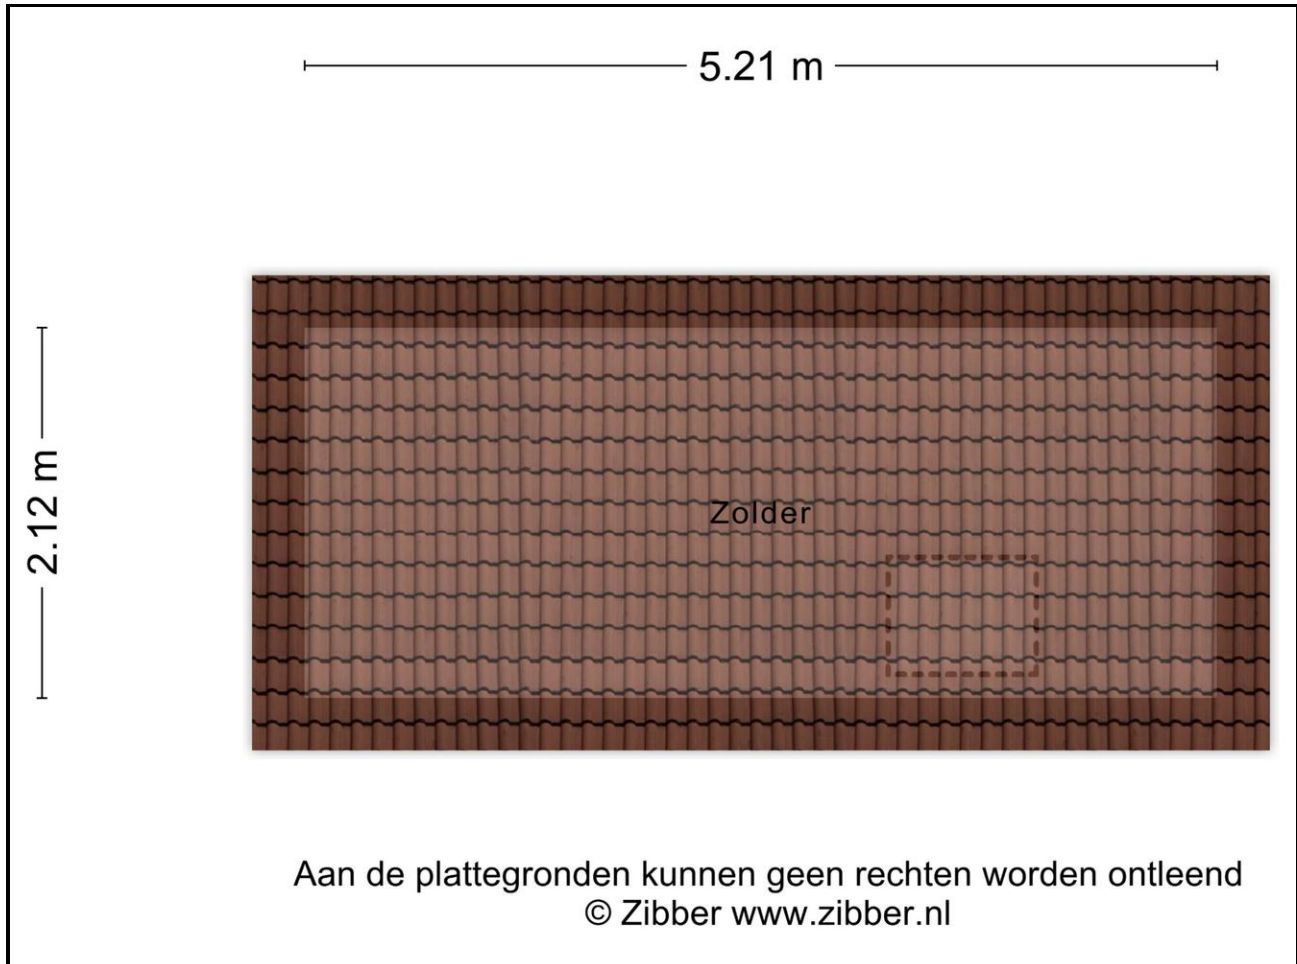 5.21 m
2.12 m
Zolder
Aan de plattegronden kunnen geen rechten worden ontleend
© Zibber www.zibber.nl